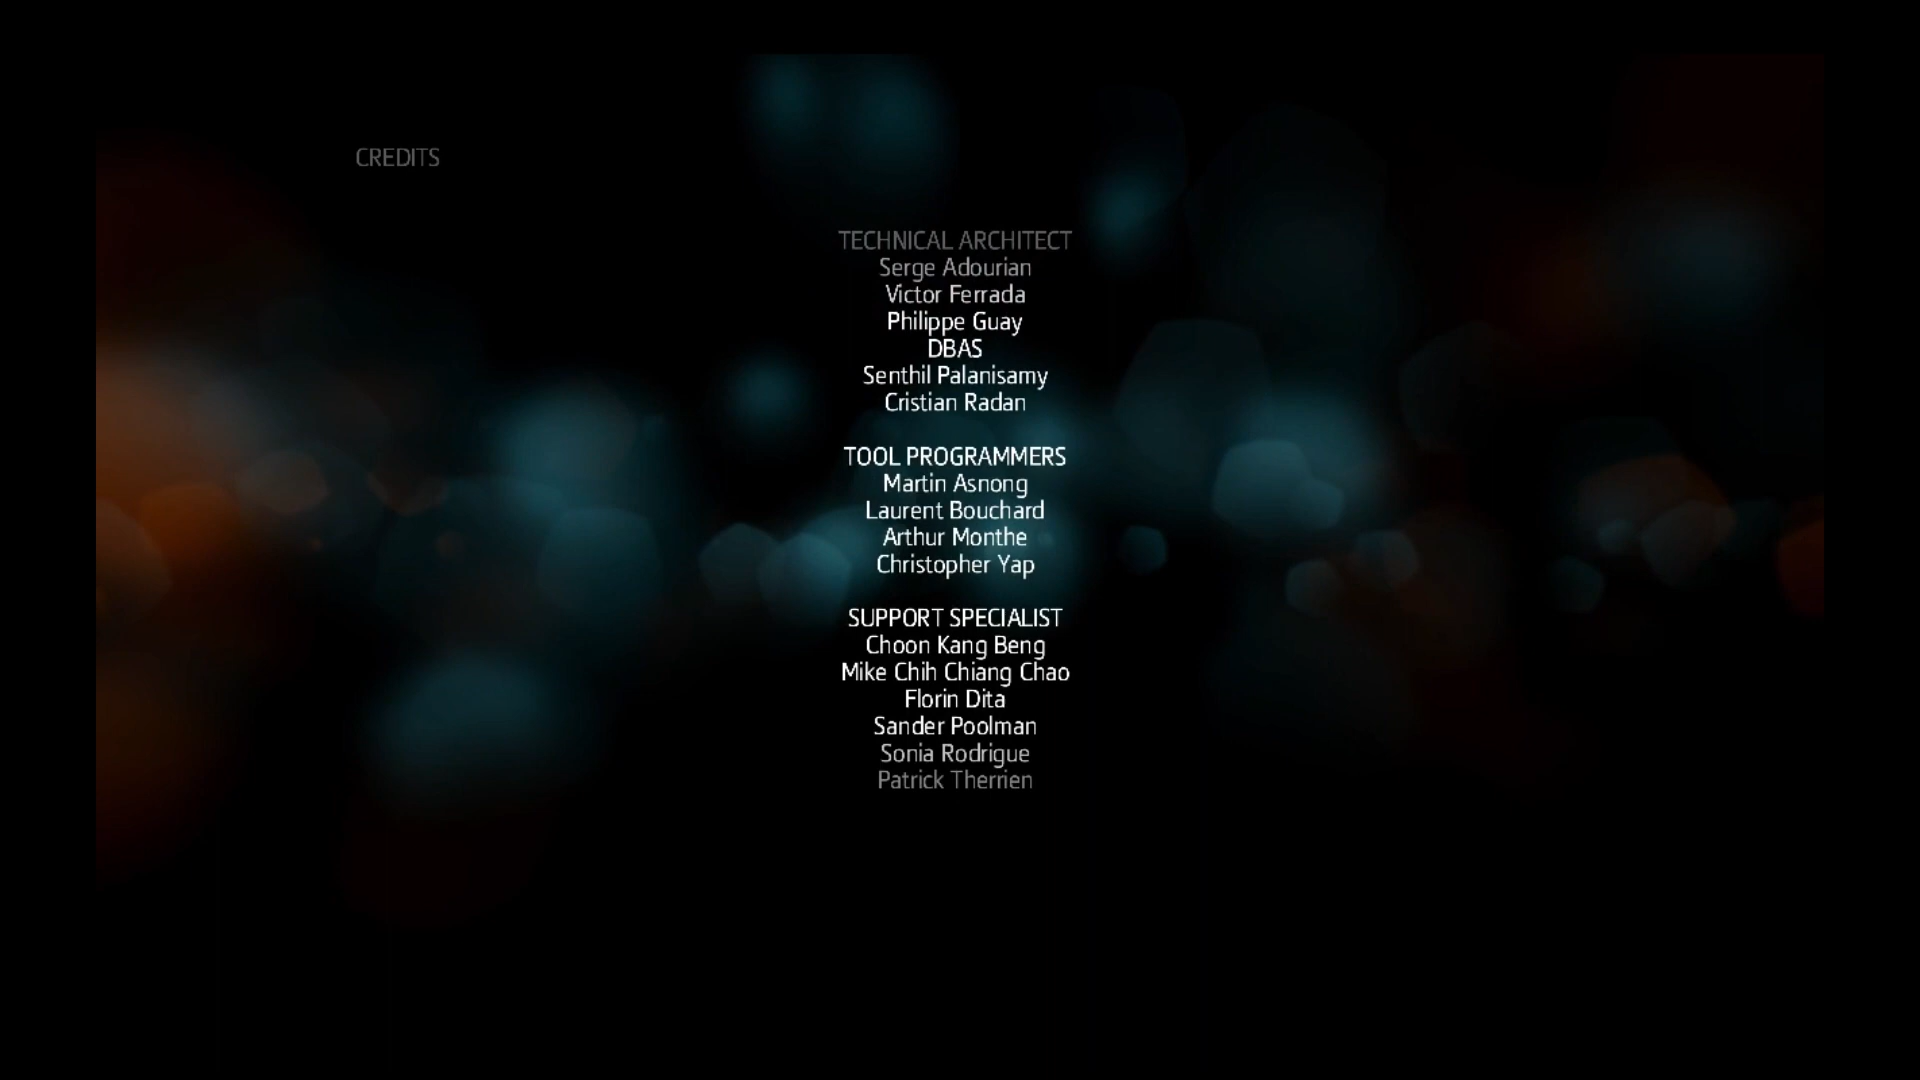 CREDITS
TECHNICAL ARCHITECT
Serge Adourian
Victor Ferrada
Philippe Guay
DBAS
Senthil Palanisamy
Cristian Radan
TOOL PROGRAMMERS
Martin Asnong
Laurent Bouchard
Arthur Monthe
Christopher Yap
SUPPORT SPECIALIST
Choon Kang Beng
Mike Chih Chiang Chao
Florin Dita
Sander Poolman
Sonia Rodrigue
Patrick Therrien